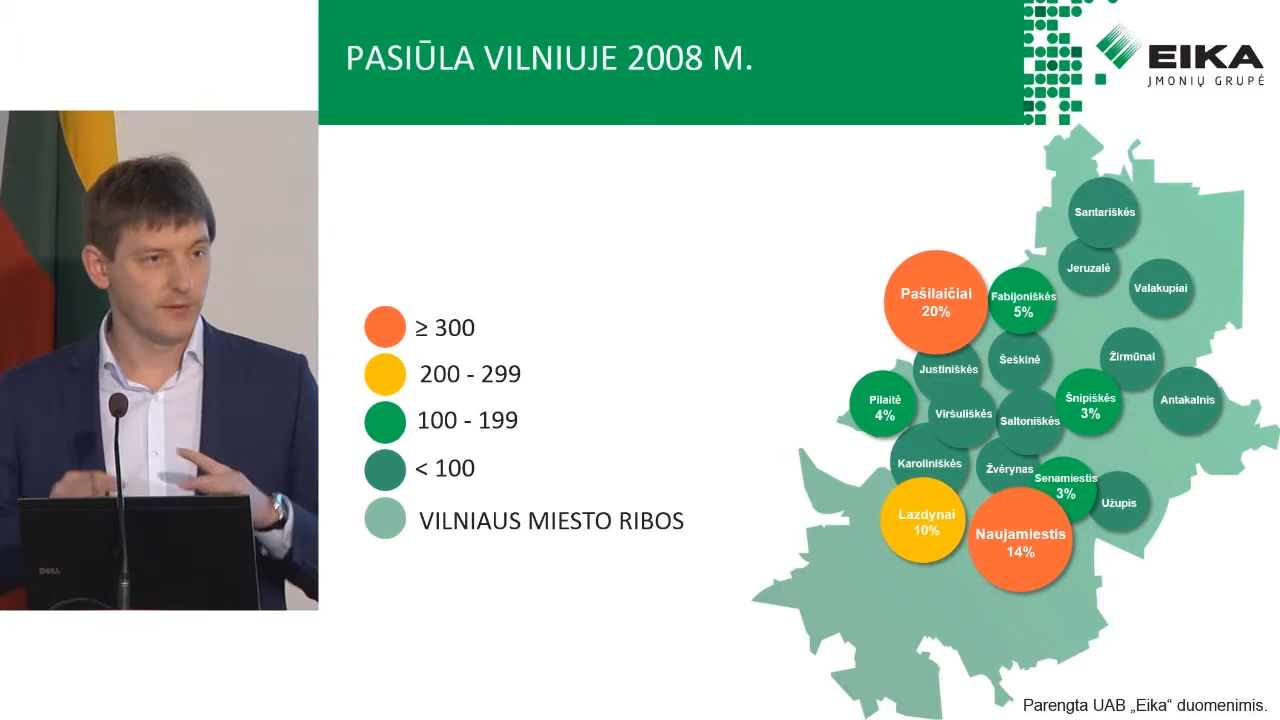 PASIŪLA VILNIUJE 2008 M.
EIKA
ĮMONIŲ GRUPĖ
≥ 300
200 - 299
100 - 199
< 100
VILNIAUS MIESTO RIBOS
Santariškės
Jeruzalė
Valakupiai
Pašilaičiai
20%
Fabijoniškės
5%
Šeškinė
Žirmūnai
Justiniškės
Pilaitė
4%
Viršuliškės
Saltoniškės
Šnipiškės
3%
Antakalnis
Karoliniškės
Žvėrynas
Senamiestis
3%
Užupis
Lazdynai
10%
Naujamiestis
14%
DELL
Parengta UAB „Eika“ duomenimis.